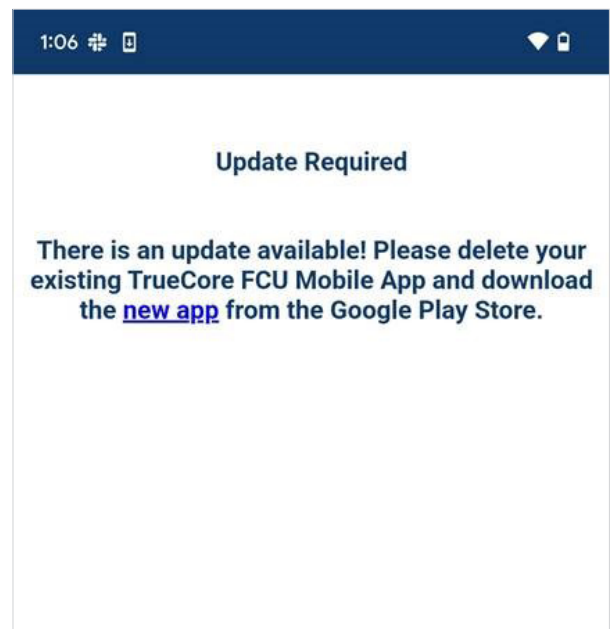 1:06
Update Required
There is an update available! Please delete your
existing TrueCore FCU Mobile App and download
the new app from the Google Play Store.